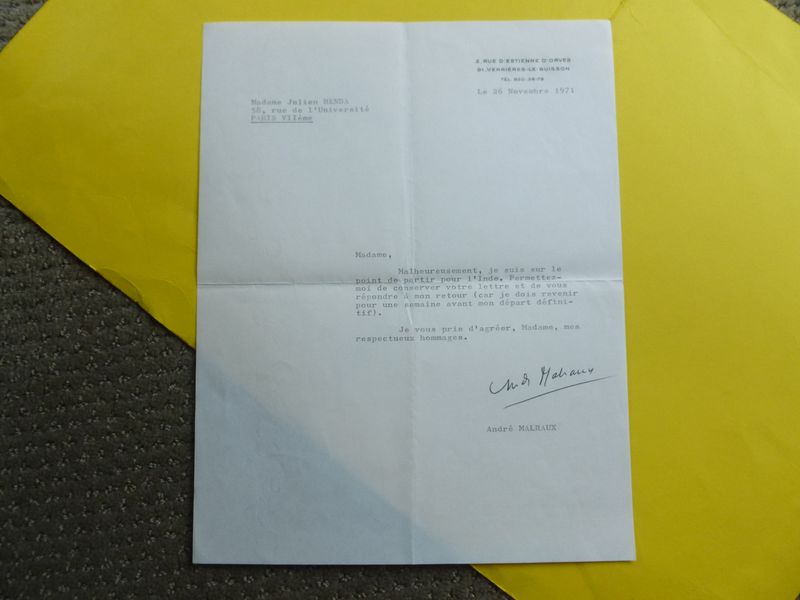 2, RUE D'ESTIENNE D'ORVES
91-VERRIÈRES-LE-BUISSON
TÉL 920-39-79
Le 26 Novembre 1971
Madame Julien BENDA
58, rue de l'Université
PARIS VIIème
Madame,
Malheureusement, je suis sur le
point de partir pour l'Inde. Permettez-
moi de conserver votre lettre et de vous
répondre à mon retour (car je dois revenir
pour une semaine avant mon départ défini-
tif).
Je vous prie d'agréer, Madame, mes
respectueux hommages.
André Malraux
André MALRAUX